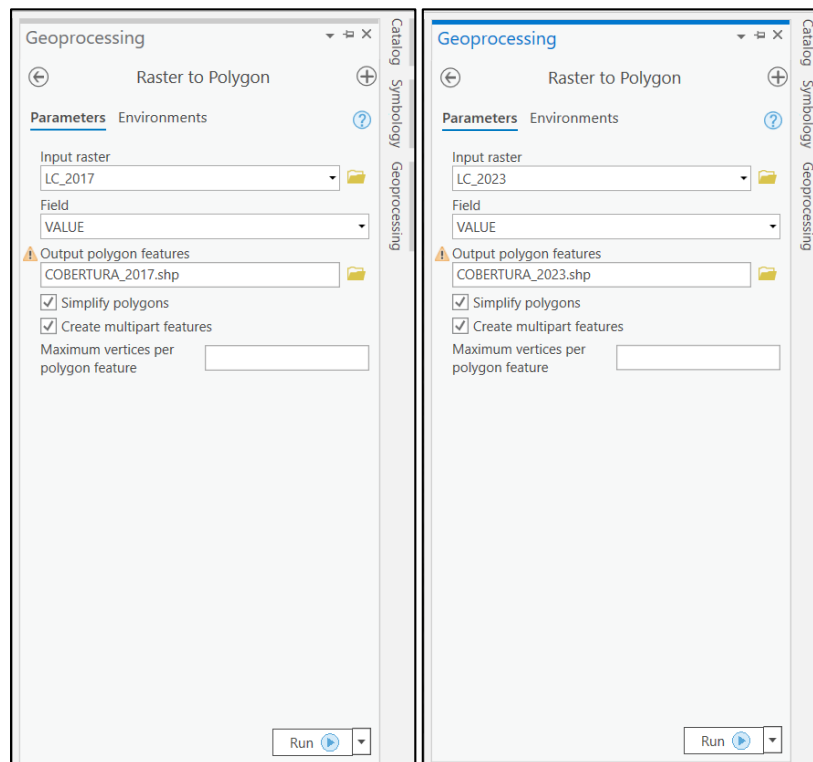 Geoprocessing
Raster to Polygon
Parameters Environments
Input raster
LC_2017
Field
VALUE
Output polygon features
COBERTURA_2017.shp
Simplify polygons
Create multipart features
Maximum vertices per
polygon feature
Run
Catalog
Symbology
Geoprocessing
Geoprocessing
Raster to Polygon
Parameters Environments
Input raster
LC_2023
Field
VALUE
Output polygon features
COBERTURA_2023.shp
Simplify polygons
Create multipart features
Maximum vertices per
polygon feature
Run
Catalog
Symbology
Geoprocessing